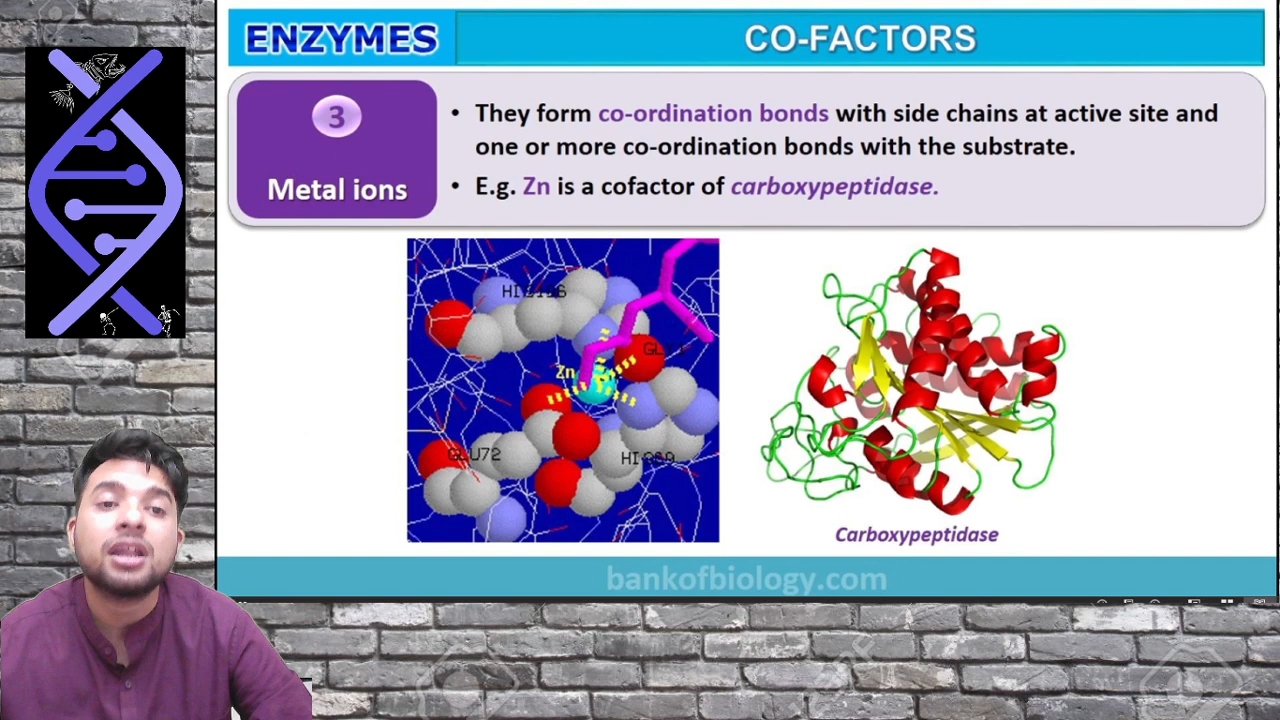 ENZYMES
CO-FACTORS
3
Metal ions
• They form co-ordination bonds with side chains at active site and
one or more co-ordination bonds with the substrate.
• E.g. Zn is a cofactor of carboxypeptidase.
Zn
GLU72
Carboxypeptidase
bankofbiology.com